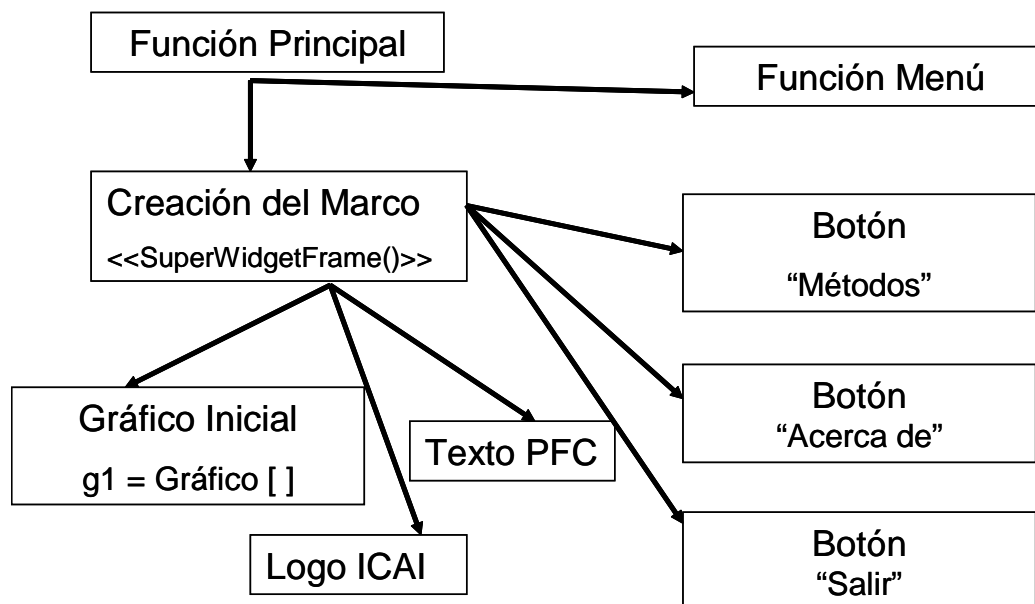 Función Principal
Función Menú
Creación del Marco
<<SuperWidgetFrame()>>
Botón
“Métodos”
Gráfico Inicial
g1 = Gráfico [ ]
Texto PFC
Botón
“Acerca de”
Logo ICAI
Botón
“Salir”